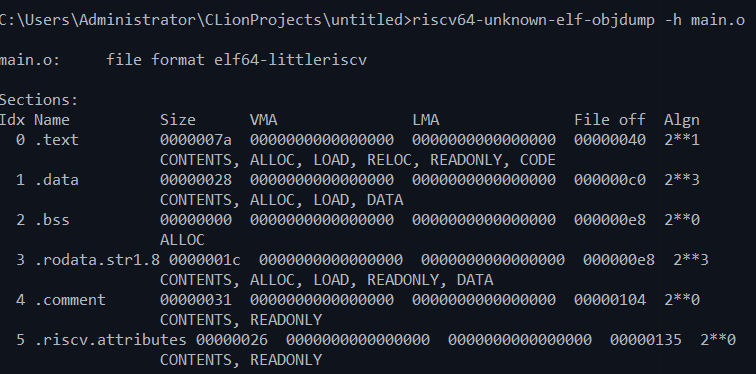 C:\Users\Administrator\CLionProjects\untitled>riscv64-unknown-elf-objdump -h main.o
main.o:     file format elf64-littleriscv
Sections:
Idx Name          Size      VMA               LMA               File off  Algn
  0 .text         0000007a  0000000000000000  0000000000000000  00000040  2**1
                  CONTENTS, ALLOC, LOAD, RELOC, READONLY, CODE
  1 .data         00000028  0000000000000000  0000000000000000  000000c0  2**3
                  CONTENTS, ALLOC, LOAD, DATA
  2 .bss          00000000  0000000000000000  0000000000000000  000000e8  2**0
                  ALLOC
  3 .rodata.str1.8 0000001c  0000000000000000  0000000000000000  000000e8  2**3
                  CONTENTS, ALLOC, LOAD, READONLY, DATA
  4 .comment      00000031  0000000000000000  0000000000000000  00000104  2**0
                  CONTENTS, READONLY
  5 .riscv.attributes 00000026  0000000000000000  0000000000000000  00000135  2**0
                  CONTENTS, READONLY